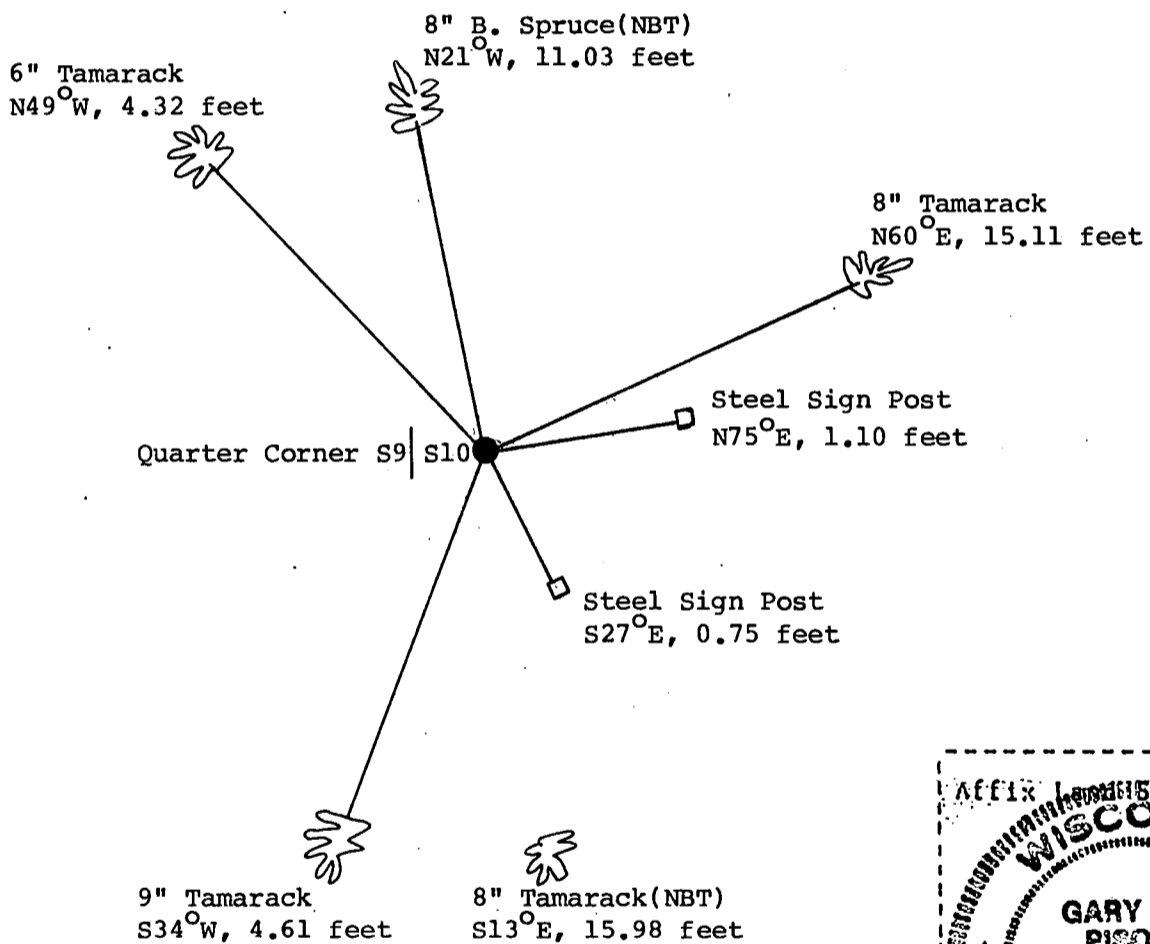 8" B. Spruce(NBT)
N21°W, 11.03 feet
6" Tamarack
N49°W, 4.32 feet
8" Tamarack
N60°E, 15.11 feet
Steel Sign Post
N75°E, 1.10 feet
Quarter Corner S9|S10
Steel Sign Post
S27°E, 0.75 feet
9" Tamarack
S34°W, 4.61 feet
8" Tamarack(NBT)
S13°E, 15.98 feet
Affix
WISCO
GARY